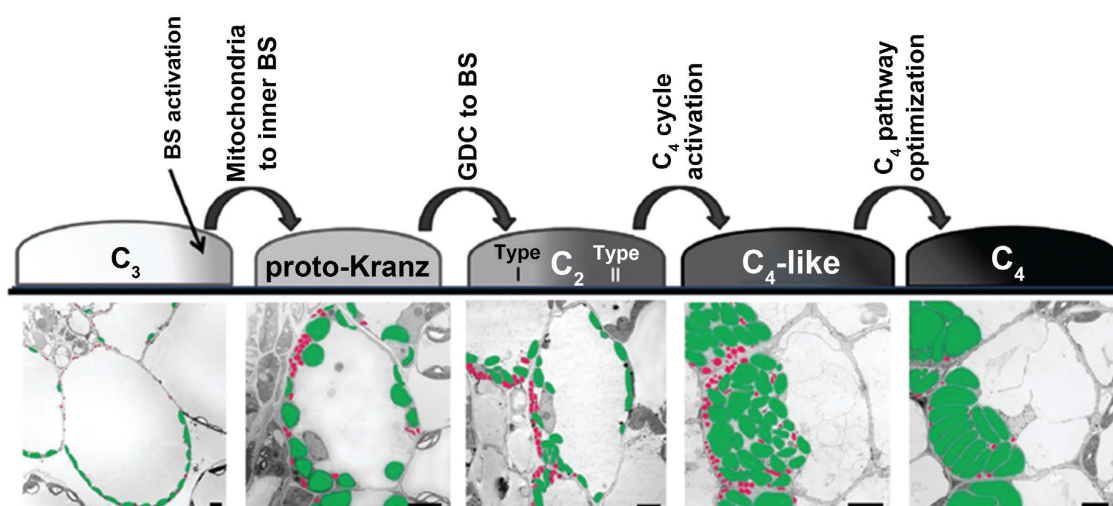 BS activation
Mitochondria
to inner BS
GDC to BS
C₄ cycle
activation
C₄ pathway
optimization
C₃
proto-Kranz
Type
I
C₂
Type
II
C₄-like
C₄